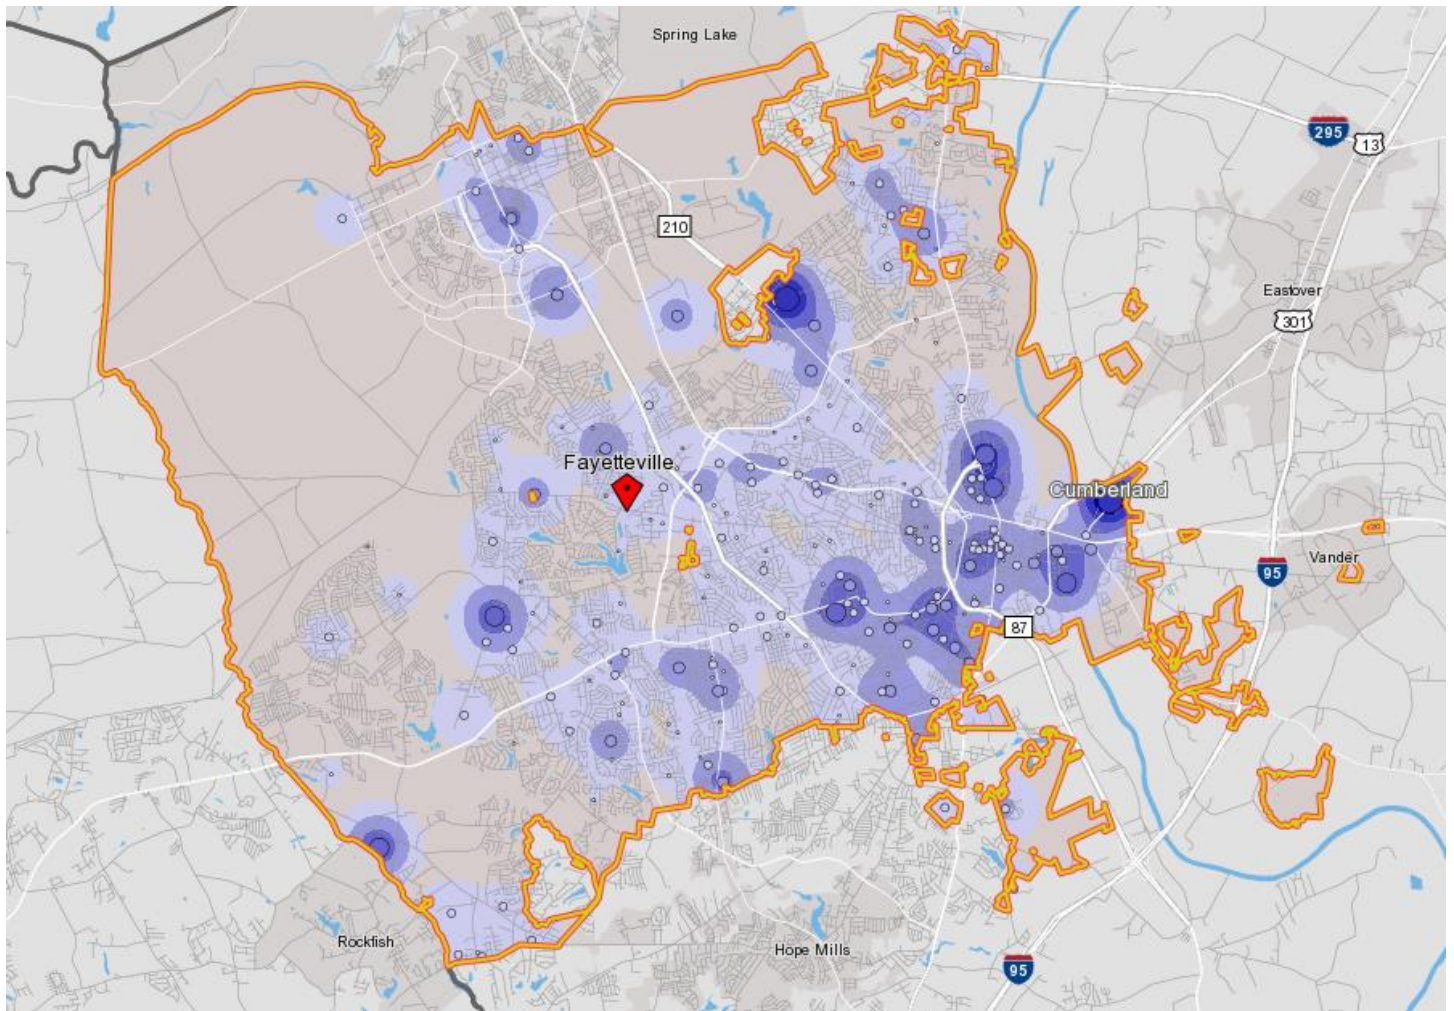 Spring Lake
295
13
210
Eastover
301
Fayetteville
Cumberland
Vander
95
87
Rockfish
Hope Mills
95